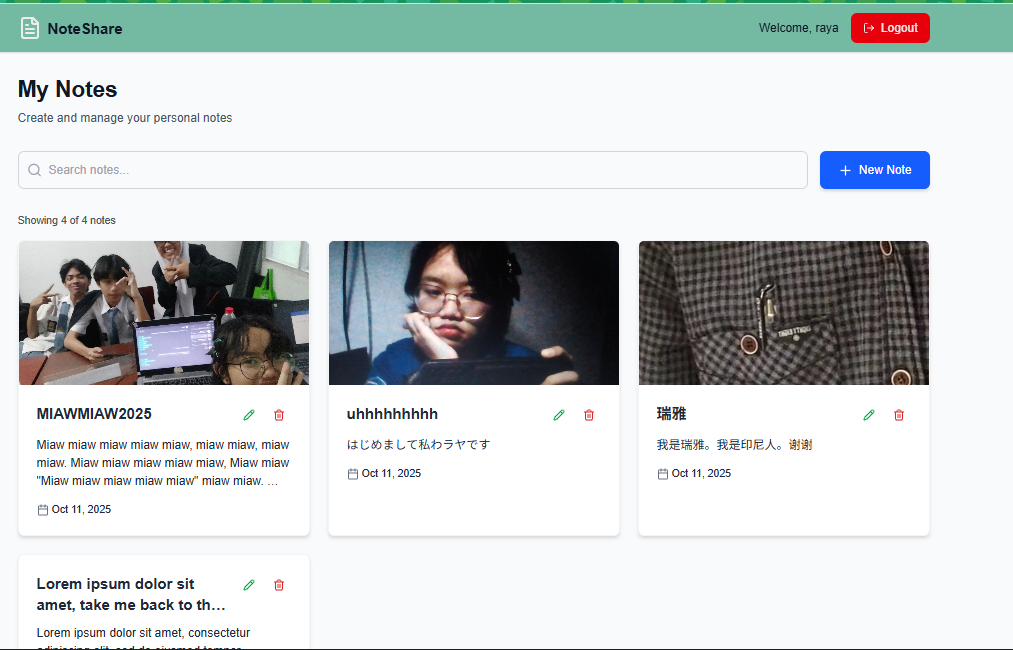 NoteShare
Welcome, raya
Logout
My Notes
Create and manage your personal notes
Search notes...
New Note
Showing 4 of 4 notes
MIAWMIAW2025
Miaw miaw miaw miaw miaw, miaw miaw, miaw
miaw. Miaw miaw miaw miaw miaw, Miaw miaw
"Miaw miaw miaw miaw miaw" miaw miaw. ...
Oct 11, 2025
uhhhhhhhhh
はじめまして私わラヤです
Oct 11, 2025
瑞雅
我是瑞雅。我是印尼人。谢谢
Oct 11, 2025
Lorem ipsum dolor sit
amet, take me back to th...
Lorem ipsum dolor sit amet, consectetur